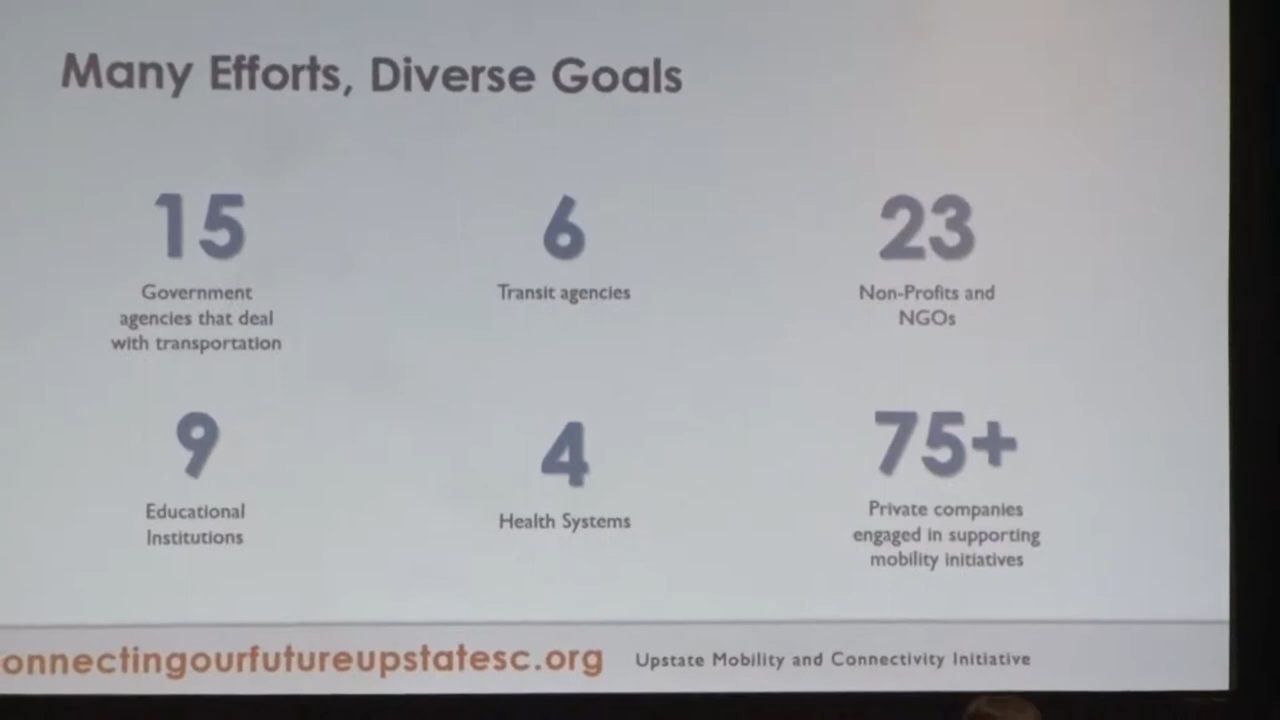 Many Efforts, Diverse Goals
15
Government
agencies that deal
with transportation
6
Transit agencies
23
Non-Profits and
NGOs
9
Educational
Institutions
4
Health Systems
75+
Private companies
engaged in supporting
mobility initiatives
onnectingourfutureupstatesc.org
Upstate Mobility and Connectivity Initiative